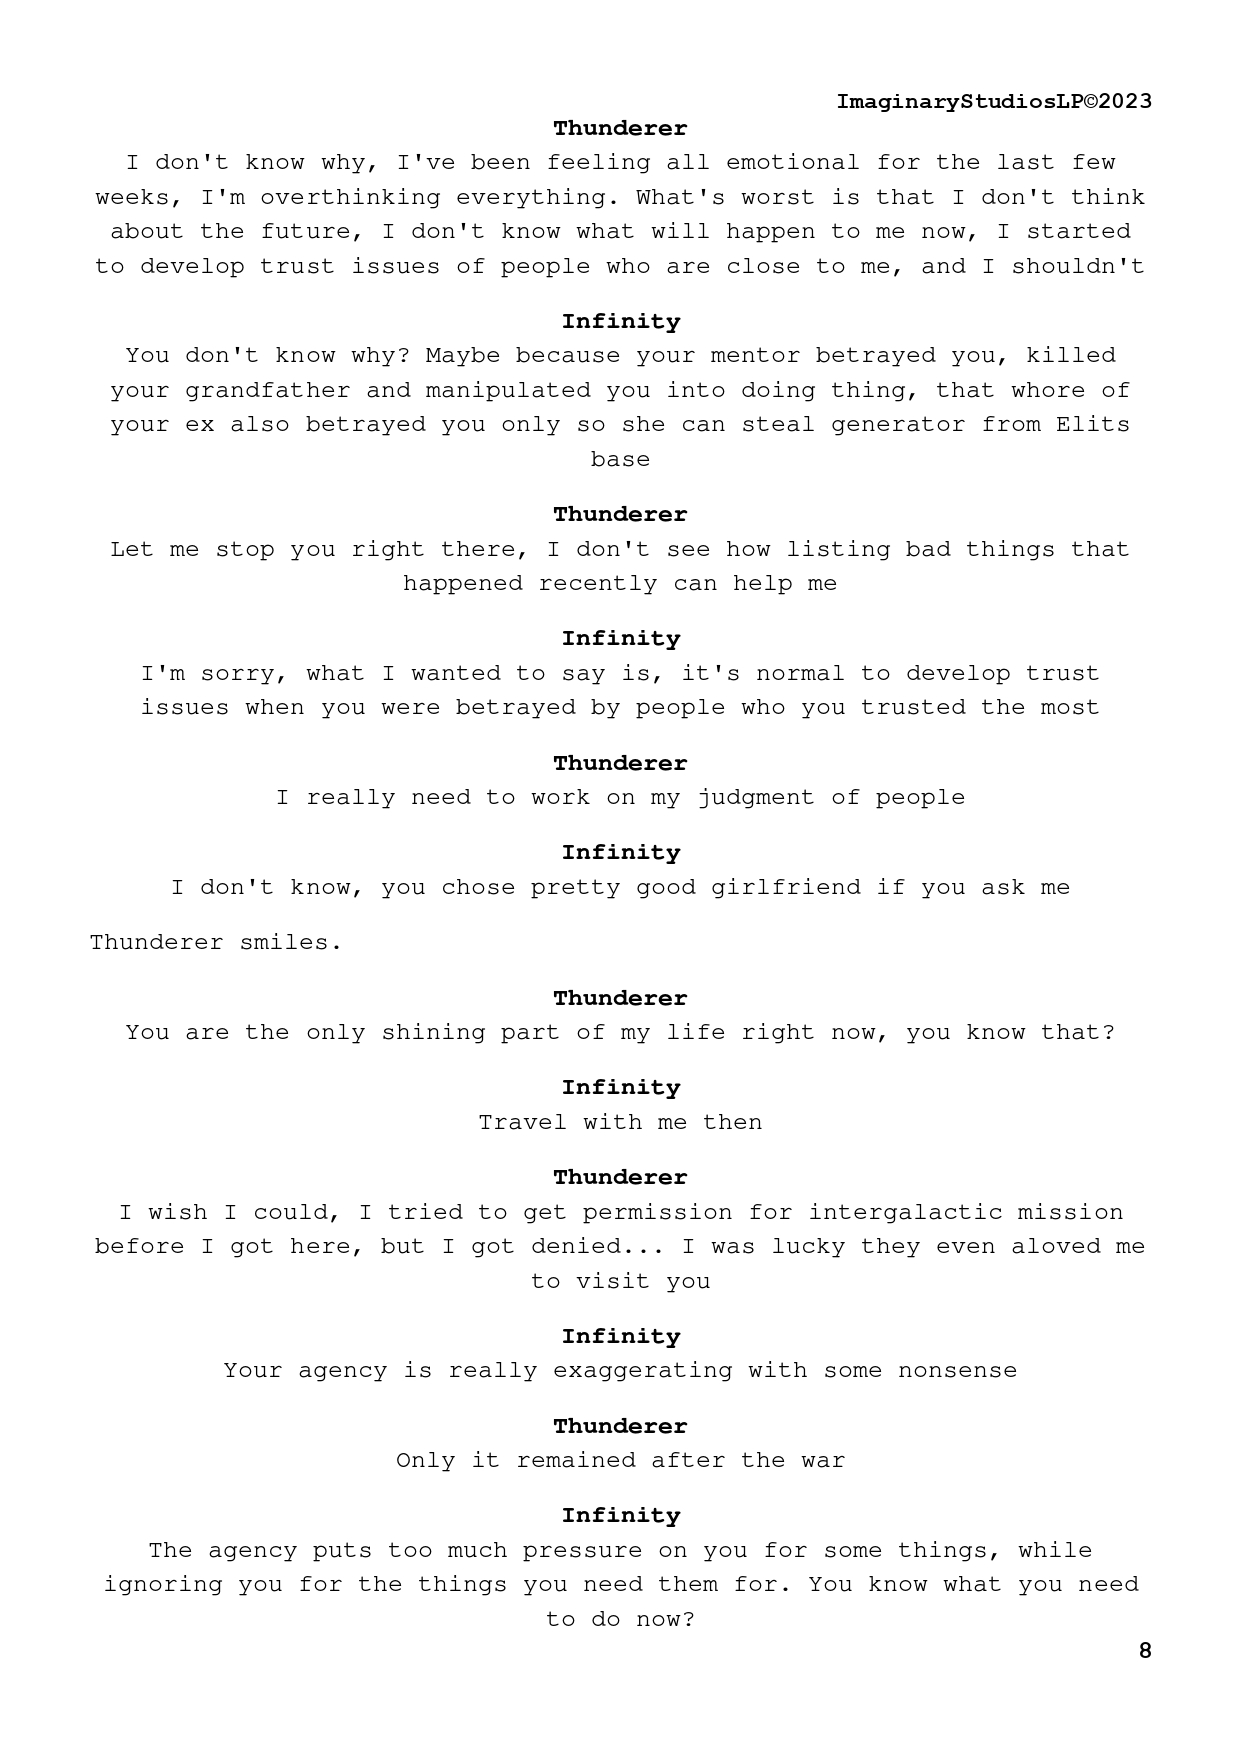 ImaginaryStudiosLP©2023
Thunderer
I don't know why, I've been feeling all emotional for the last few
weeks, I'm overthinking everything. What's worst is that I don't think
about the future, I don't know what will happen to me now, I started
to develop trust issues of people who are close to me, and I shouldn't
Infinity
You don't know why? Maybe because your mentor betrayed you, killed
your grandfather and manipulated you into doing thing, that whore of
your ex also betrayed you only so she can steal generator from Elits
base
Thunderer
Let me stop you right there, I don't see how listing bad things that
happened recently can help me
Infinity
I'm sorry, what I wanted to say is, it's normal to develop trust
issues when you were betrayed by people who you trusted the most
Thunderer
I really need to work on my judgment of people
Infinity
I don't know, you chose pretty good girlfriend if you ask me
Thunderer smiles.
Thunderer
You are the only shining part of my life right now, you know that?
Infinity
Travel with me then
Thunderer
I wish I could, I tried to get permission for intergalactic mission
before I got here, but I got denied... I was lucky they even aloved me
to visit you
Infinity
Your agency is really exaggerating with some nonsense
Thunderer
Only it remained after the war
Infinity
The agency puts too much pressure on you for some things, while
ignoring you for the things you need them for. You know what you need
to do now?
8